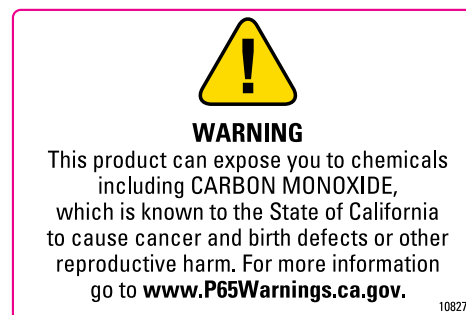 WARNING
This product can expose you to chemicals
including CARBON MONOXIDE,
which is known to the State of California
to cause cancer and birth defects or other
reproductive harm. For more information
go to www.P65Warnings.ca.gov.
10827